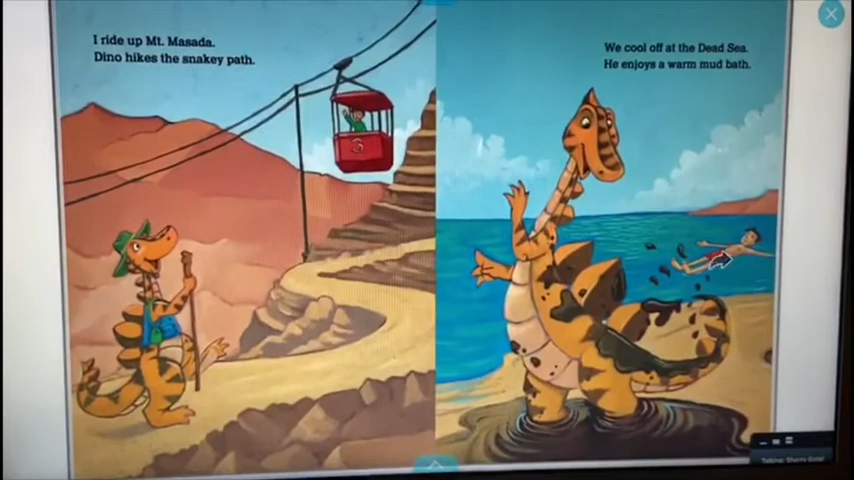 I ride up Mt. Masada.
Dino hikes the snakey path.
3
We cool off at the Dead Sea.
He enjoys a warm mud bath.